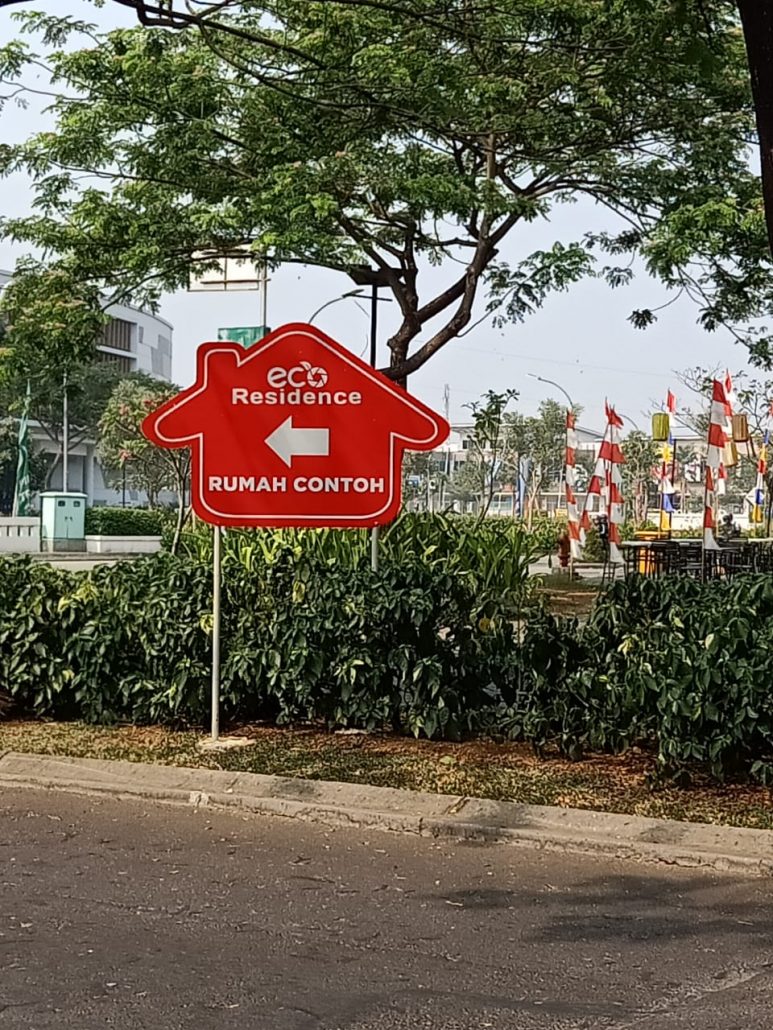 eco
Residence
RUMAH CONTOH